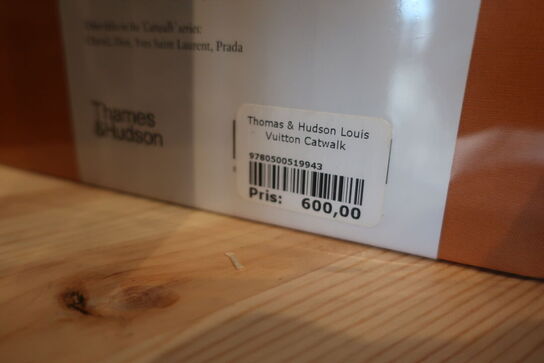 Other titles in the 'Catwalk' series:
Chanel, Dior, Yves Saint Laurent, Prada
Thames
&Hudson
Thomas & Hudson Louis
Vuitton Catwalk
9780500519943
Pris: 600,00